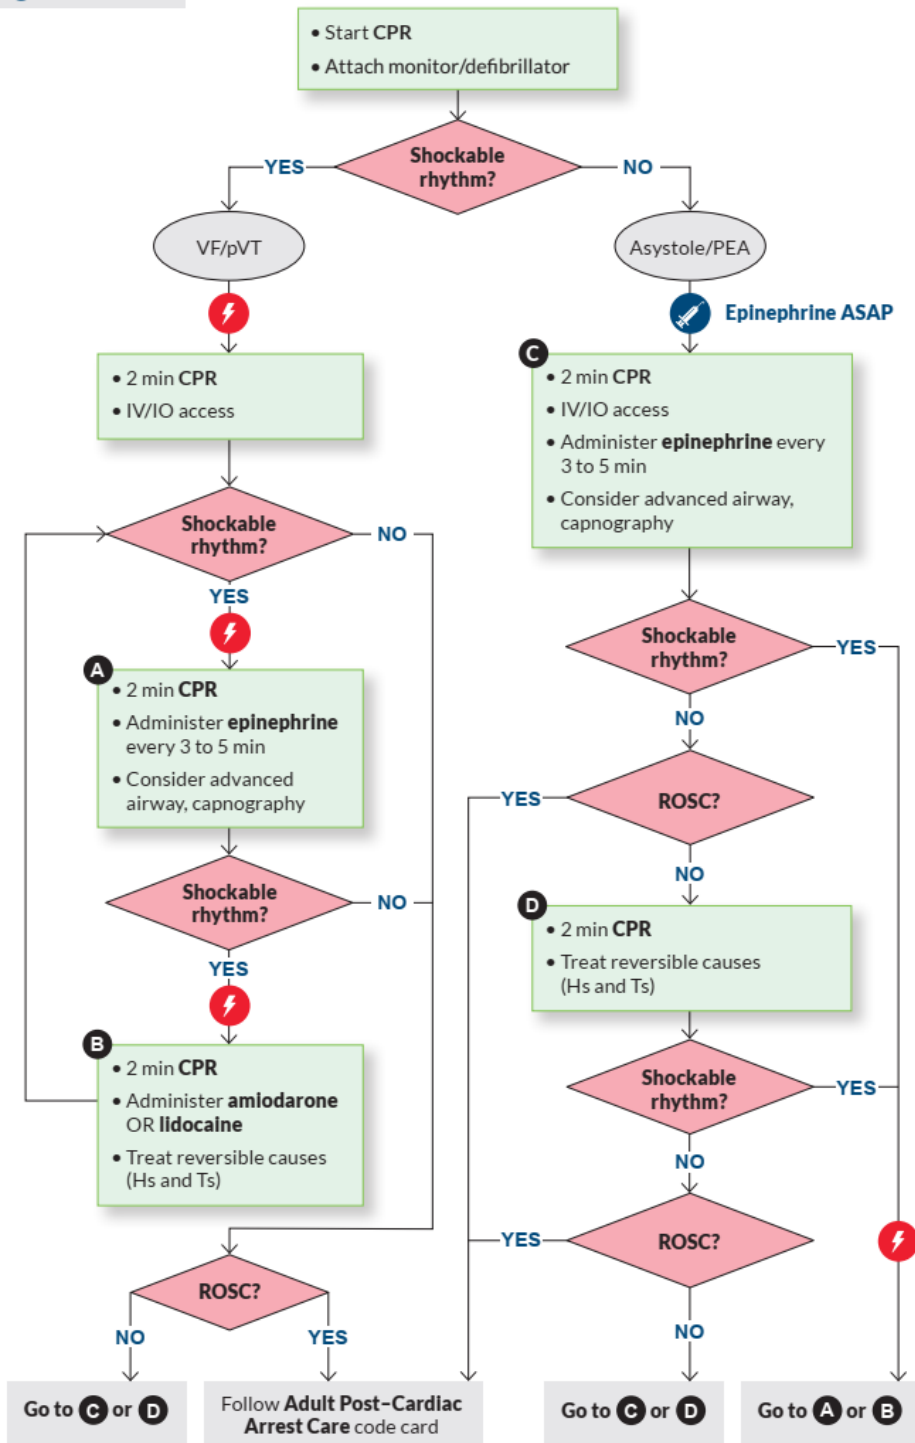 • Start CPR
• Attach monitor/defibrillator
Shockable
rhythm?
YES
NO
VF/pVT
Asystole/PEA
Epinephrine ASAP
• 2 min CPR
• IV/IO access
Shockable
rhythm?
NO
YES
A
• 2 min CPR
• Administer epinephrine
every 3 to 5 min
• Consider advanced
airway, capnography
Shockable
rhythm?
NO
YES
B
• 2 min CPR
• Administer amiodarone
OR lidocaine
• Treat reversible causes
(Hs and Ts)
ROSC?
NO
YES
C
• 2 min CPR
• IV/IO access
• Administer epinephrine every
3 to 5 min
• Consider advanced airway,
capnography
Shockable
rhythm?
YES
NO
ROSC?
YES
NO
D
• 2 min CPR
• Treat reversible causes
(Hs and Ts)
Shockable
rhythm?
YES
NO
ROSC?
YES
NO
Go to C or D
Follow Adult Post–Cardiac
Arrest Care code card
Go to C or D
Go to A or B